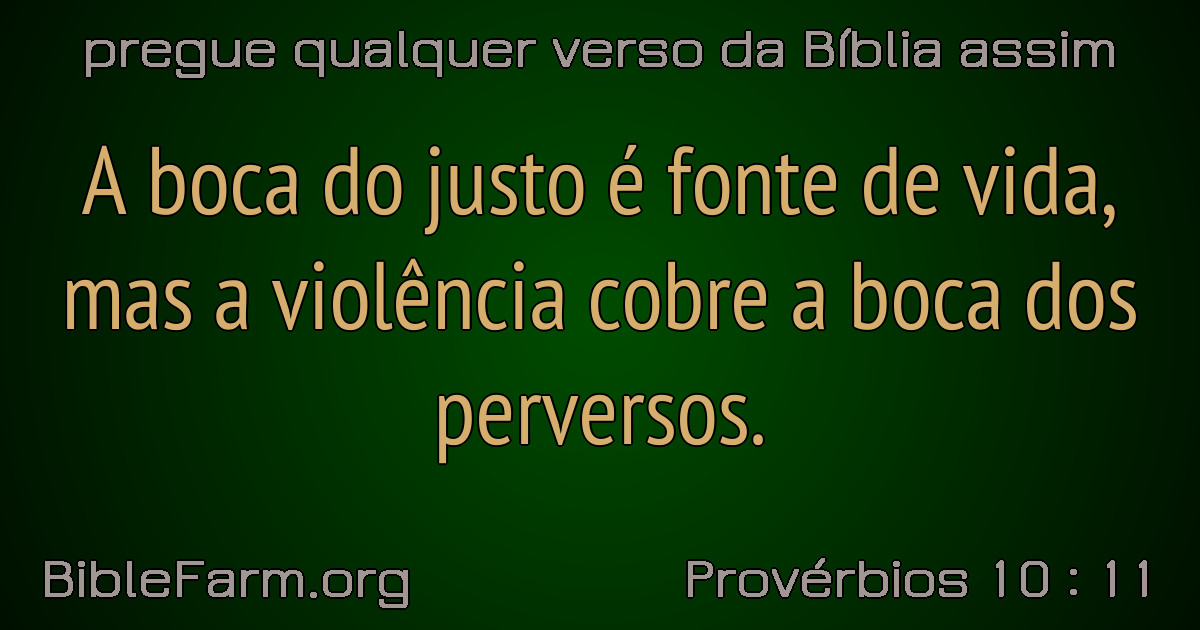 pregue qualquer verso da Bíblia assim
A boca do justo é fonte de vida,
mas a violência cobre a boca dos
perversos.
BibleFarm.org
Provérbios 10 : 11